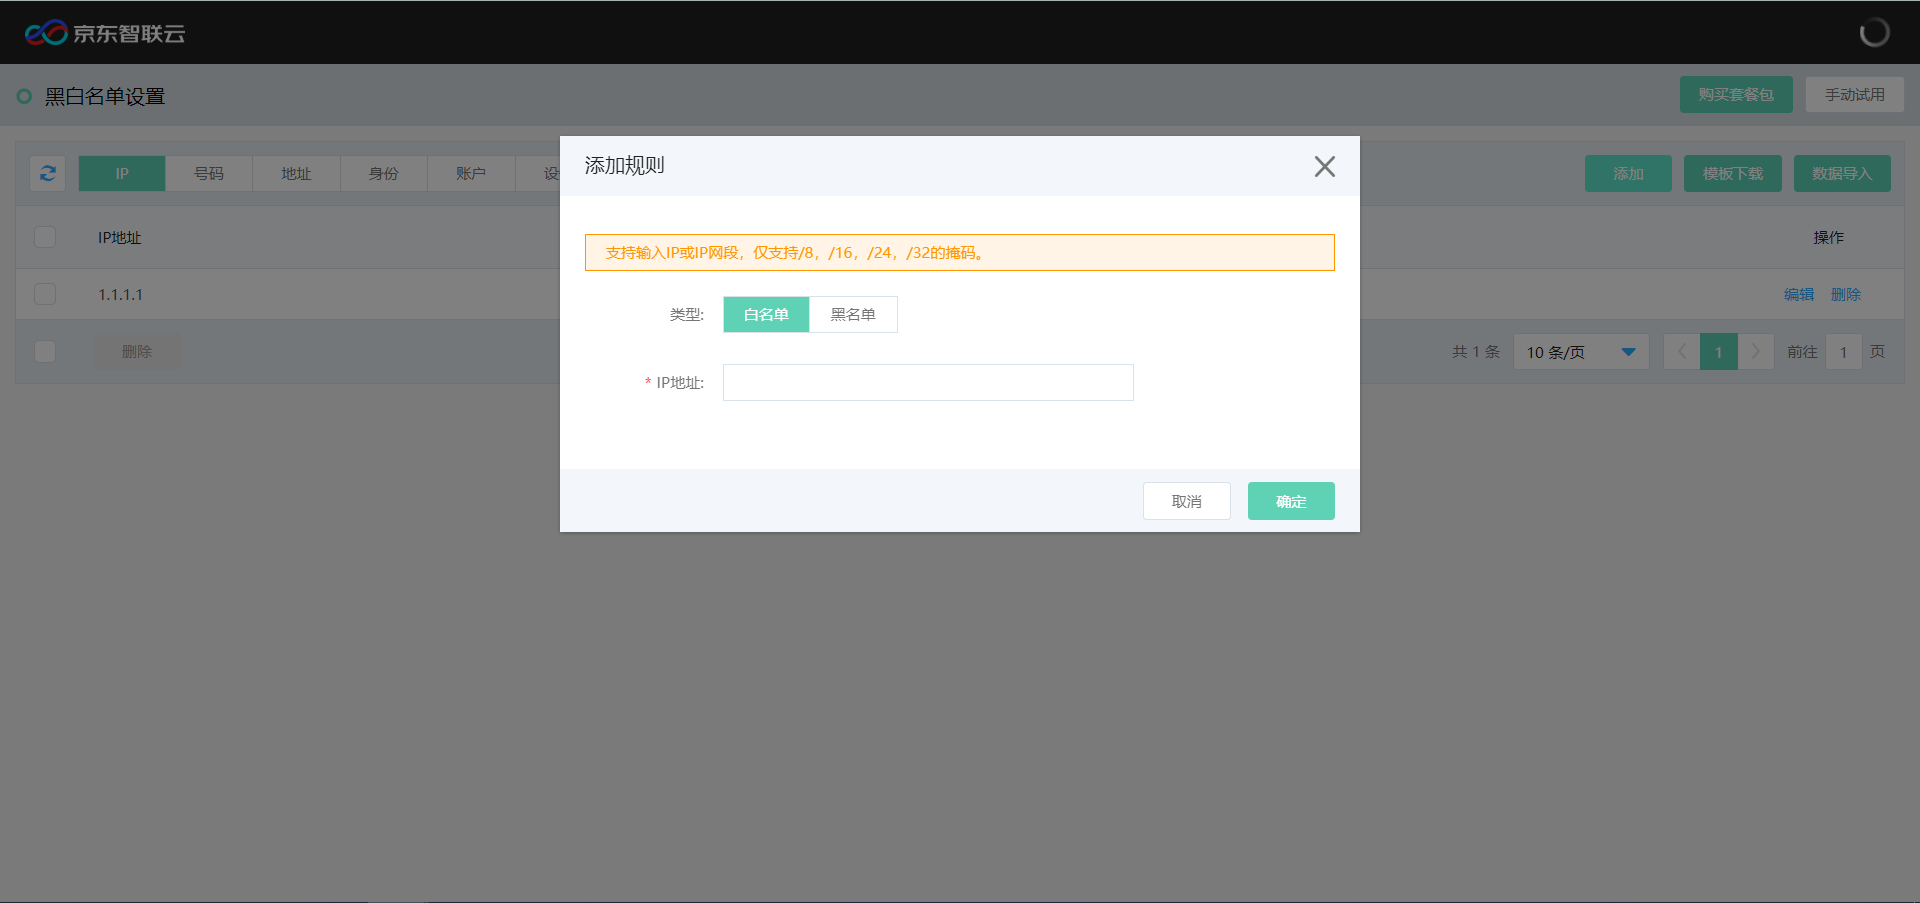 京东智联云
黑白名单设置
购买套餐包
手动试用
IP
号码
地址
身份
账户
设
添加
模板下载
数据导入
IP地址
操作
1.1.1.1
编辑
删除
删除
共 1 条
10 条/页
1
前往
1
页
添加规则
支持输入IP或IP网段，仅支持/8，/16，/24，/32的掩码。
类型:
白名单
黑名单
* IP地址:
取消
确定